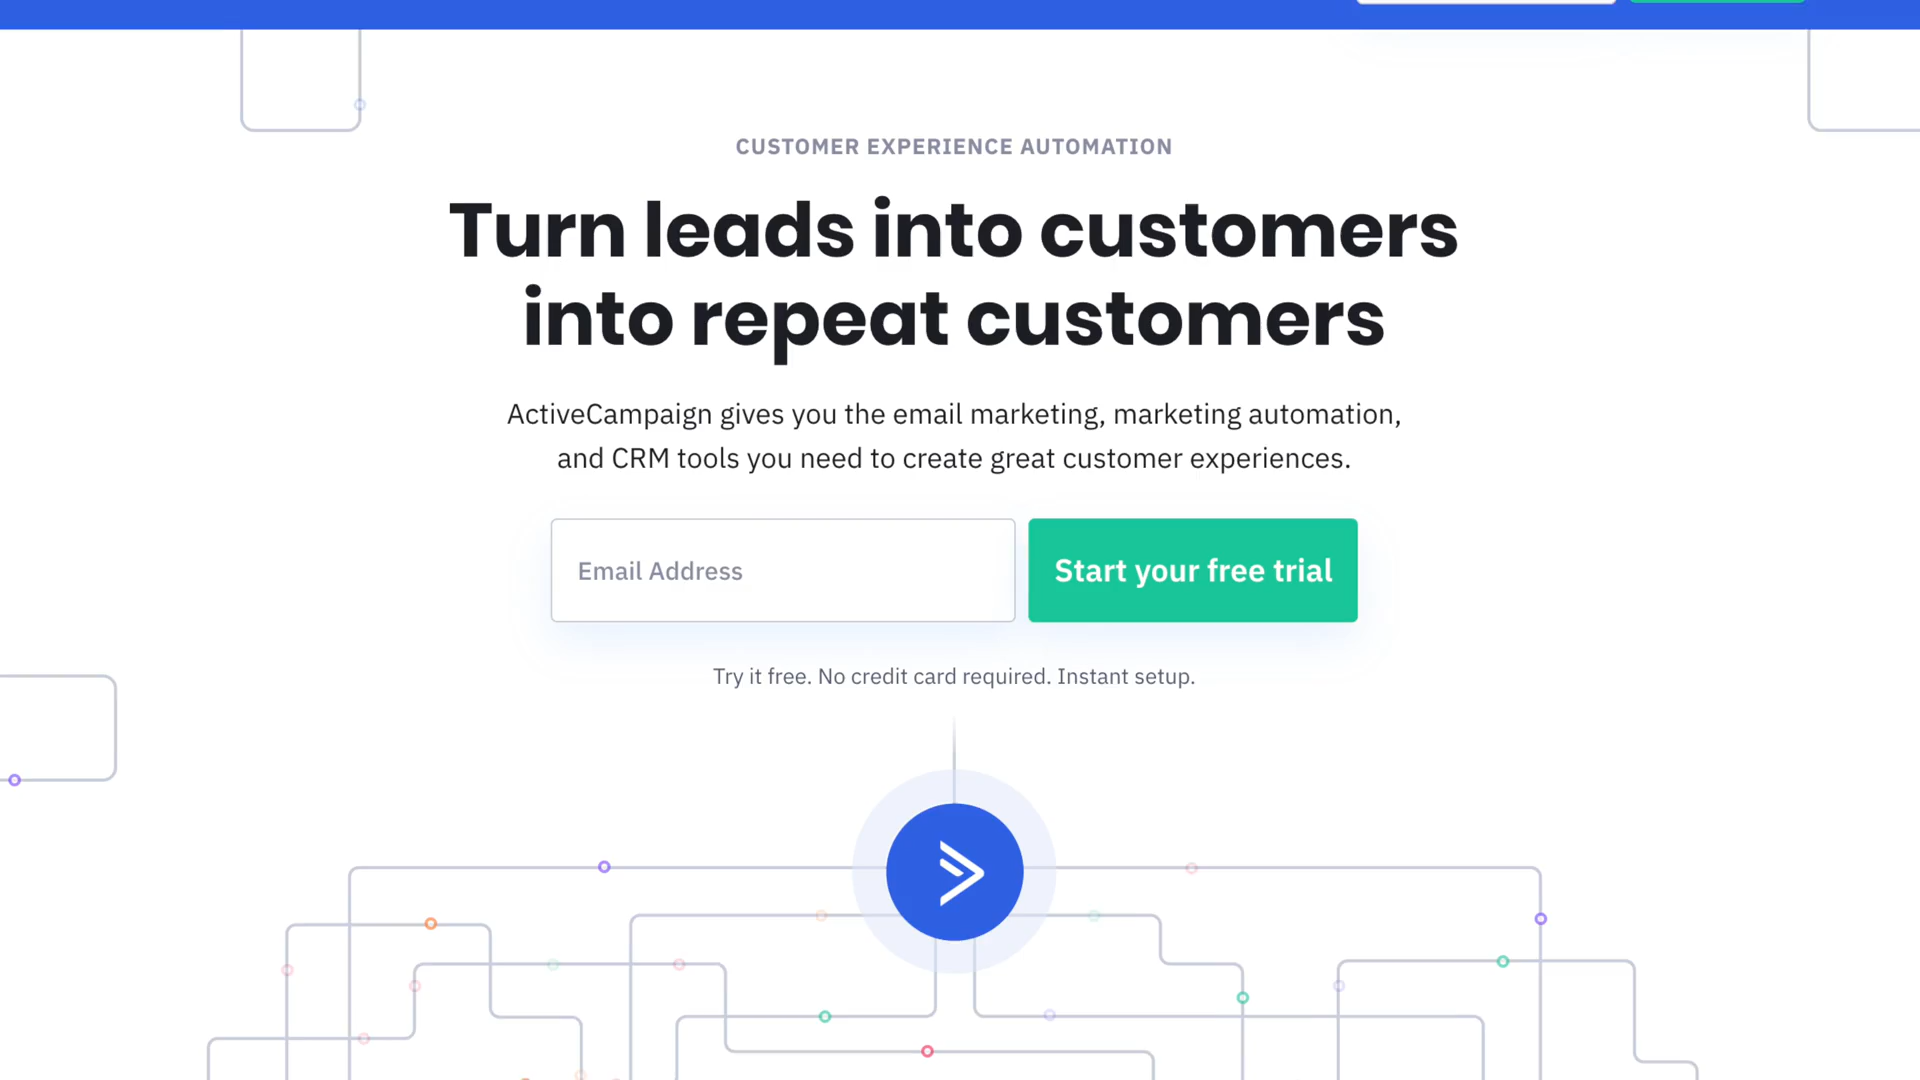 CUSTOMER EXPERIENCE AUTOMATION
Turn leads into customers
into repeat customers
ActiveCampaign gives you the email marketing, marketing automation,
and CRM tools you need to create great customer experiences.
Email Address
Start your free trial
Try it free. No credit card required. Instant setup.